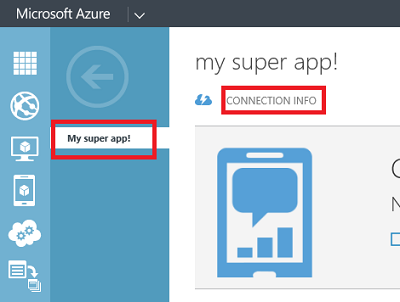 Microsoft Azure
my super app!
CONNECTION INFO
My super app!